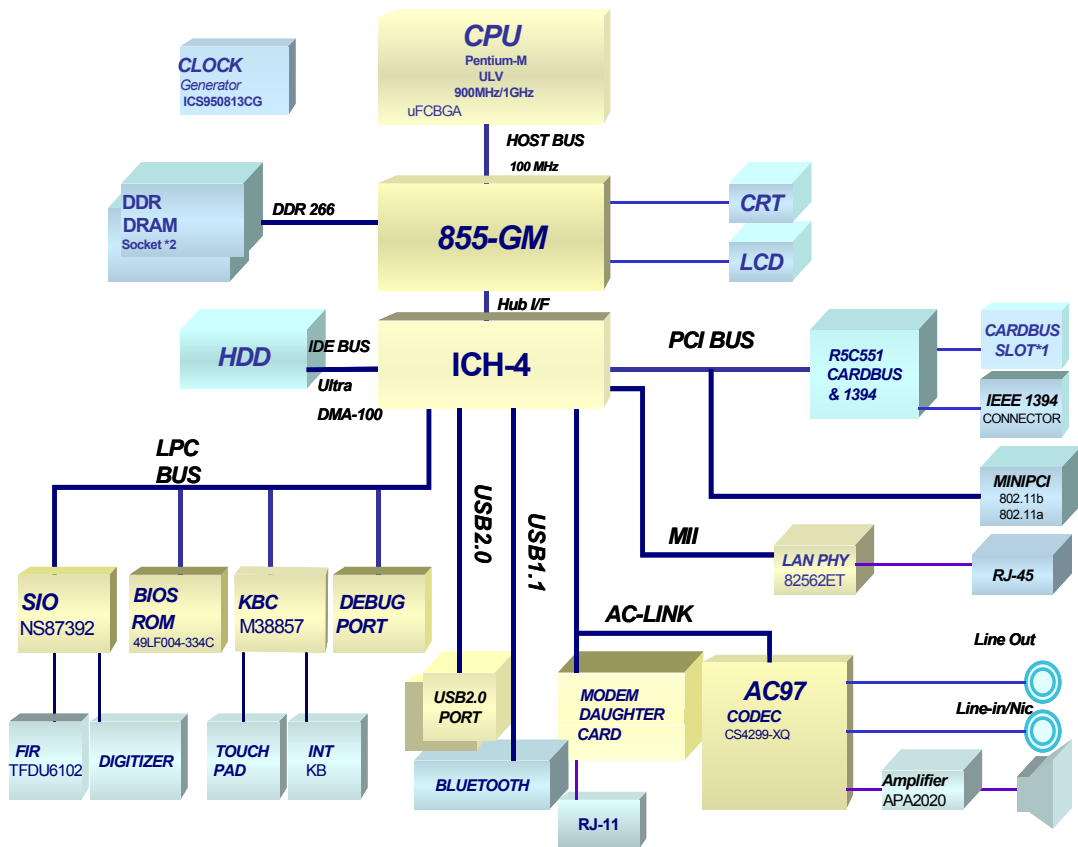 CPU
Pentium-M
ULV
900MHz/1GHz
uFCBGA
CLOCK
Generator
ICS950813CG
HOST BUS
100 MHz
DDR
DRAM
Socket *2
DDR 266
855-GM
CRT
LCD
Hub I/F
HDD
IDE BUS
Ultra
DMA-100
ICH-4
PCI BUS
R5C551
CARDBUS
& 1394
CARDBUS
SLOT*1
IEEE 1394
CONNECTOR
MINIPCI
802.11b
802.11a
LPC
BUS
USB2.0
USB1.1
MII
LAN PHY
82562ET
RJ-45
SIO
NS87392
BIOS
ROM
49LF004-334C
KBC
M38857
DEBUG
PORT
AC-LINK
USB2.0
PORT
MODEM
DAUGHTER
CARD
AC97
CODEC
CS4299-XQ
Line Out
Line-in/Nic
FIR
TFDU6102
DIGITIZER
TOUCH
PAD
INT
KB
BLUETOOTH
RJ-11
Amplifier
APA2020